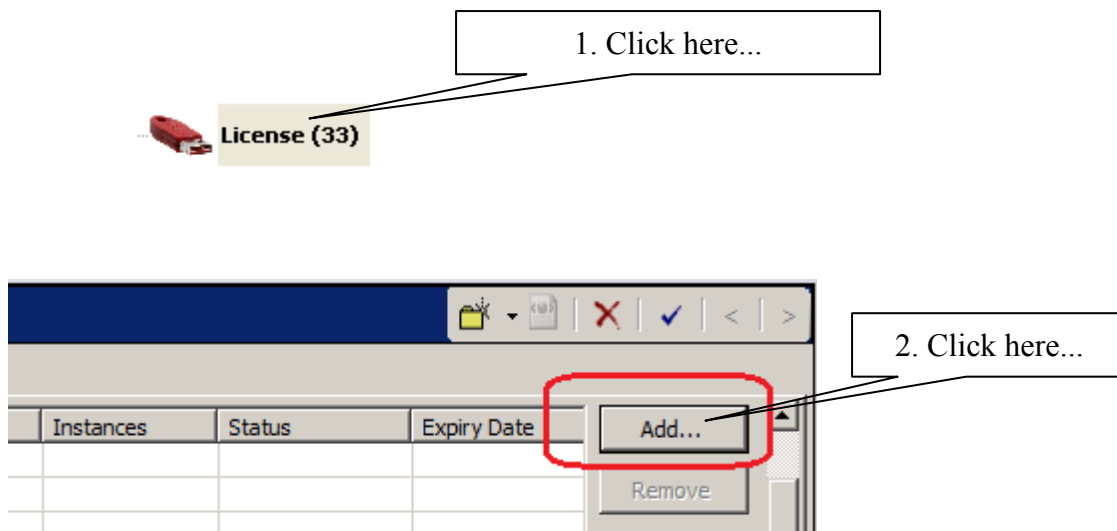 1. Click here...
License (33)
2. Click here...
Instances Status Expiry Date Add...
Remove